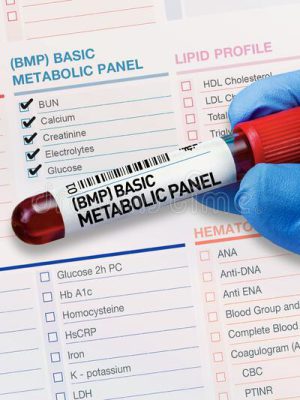 (BMP) BASIC
METABOLIC PANEL
BUN
Calcium
Creatinine
Electrolytes
Glucose
LIPID PROFILE
HDL Cholesterol
LDL
Total
(BMP) BASIC
METABOLIC PANEL
Glucose 2h PC
Hb A1c
Homocysteine
HsCRP
Iron
K - potassium
LDH
ANA
Anti-DNA
Anti ENA
Blood Group and
Complete Blood
Coagulogram
CBC
PTINR